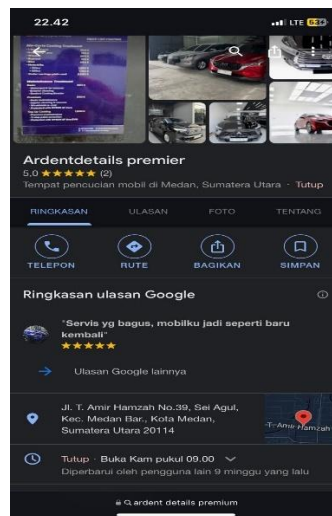 22.42
LTE
Ardentdetails premier
5,0 ★★★★★ (2)
Tempat pencucian mobil di Medan, Sumatera Utara · Tutup
RINGKASAN
ULASAN
FOTO
TENTANG
TELEPON
RUTE
BAGIKAN
SIMPAN
Ringkasan ulasan Google
"Servis yg bagus, mobilku jadi seperti baru
kembali"
★★★★★
Ulasan Google lainnya
Jl. T. Amir Hamzah No.39, Sei Agul,
Kec. Medan Bar., Kota
Medan,
Sumatera Utara 20114
T. Amir Hamzah
Tutup · Buka Kam pukul 09.00
Diperbarui oleh pengguna lain 9 minggu yang lalu
ardent details premium